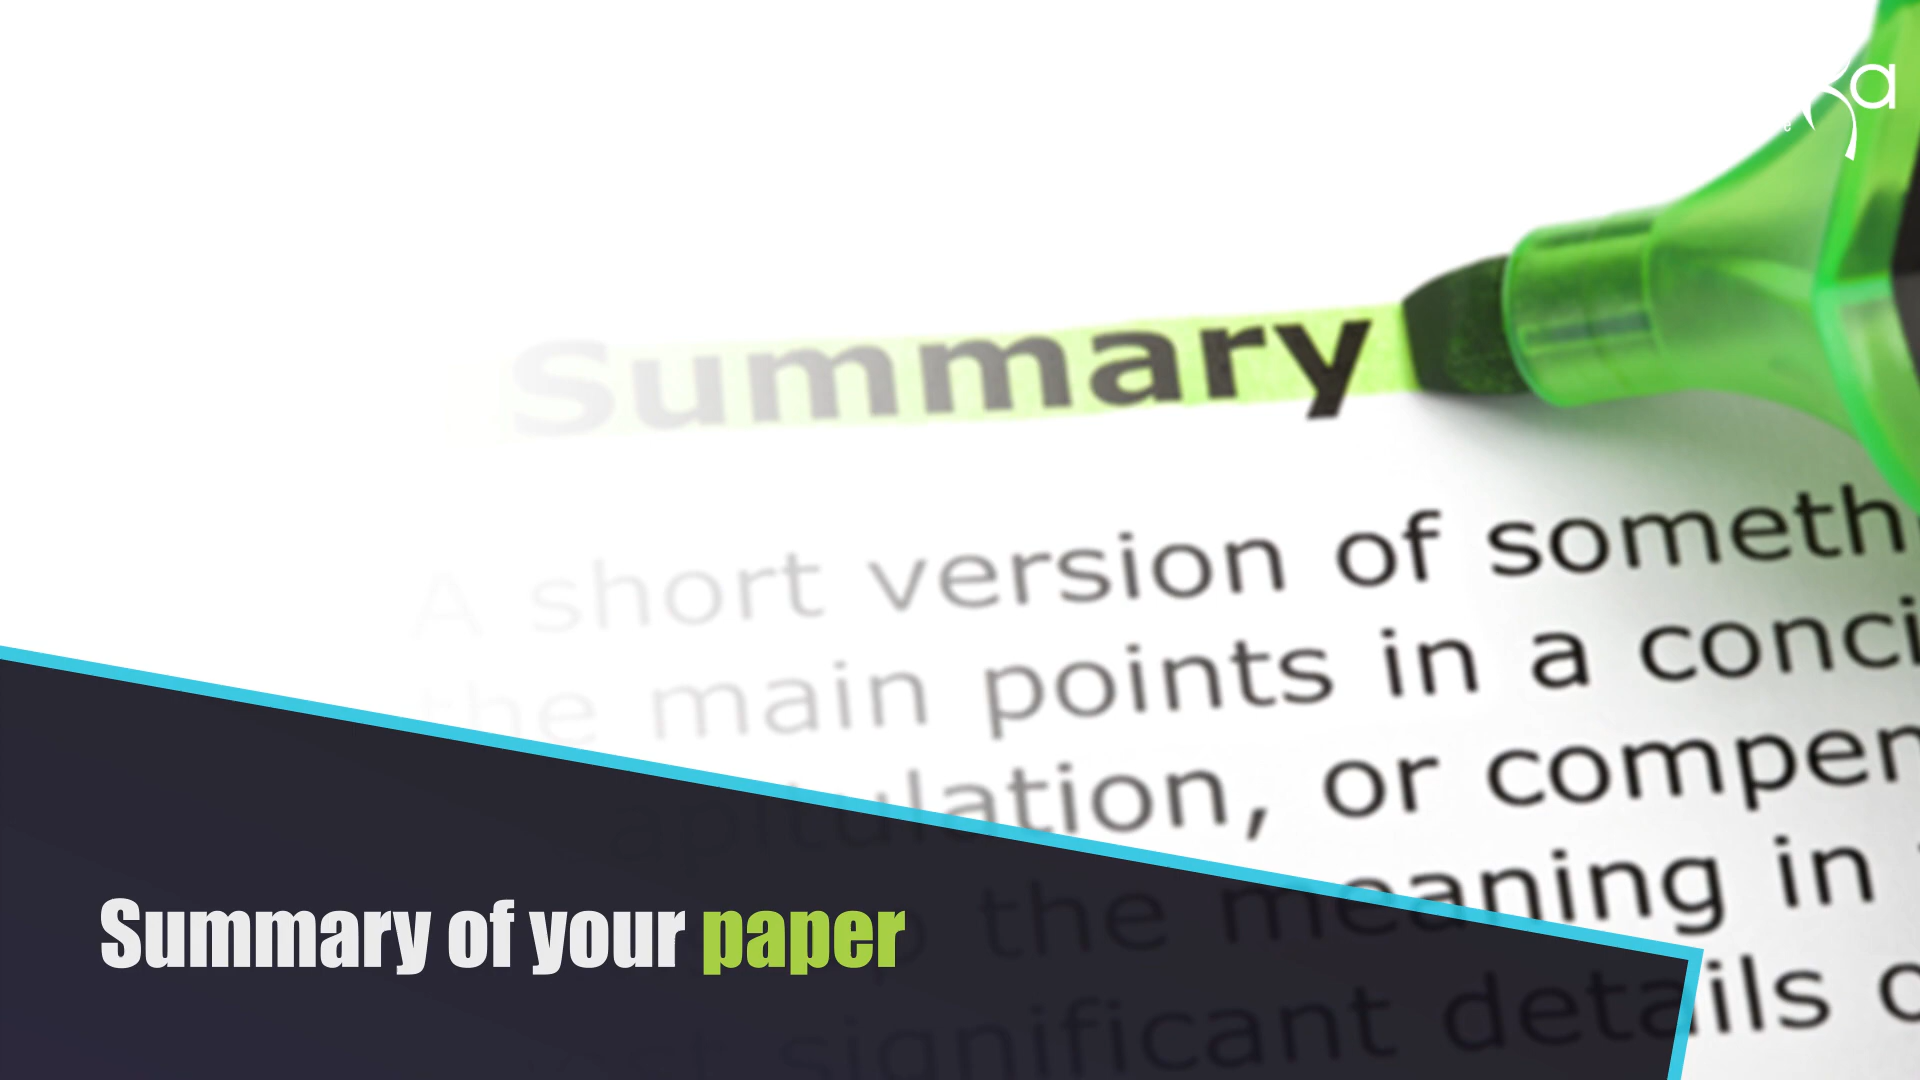 a
e
Summary
A short version of someth
the main points in a conci
apitulation, or compen
the meaning in
significant details o
Summary of your paper